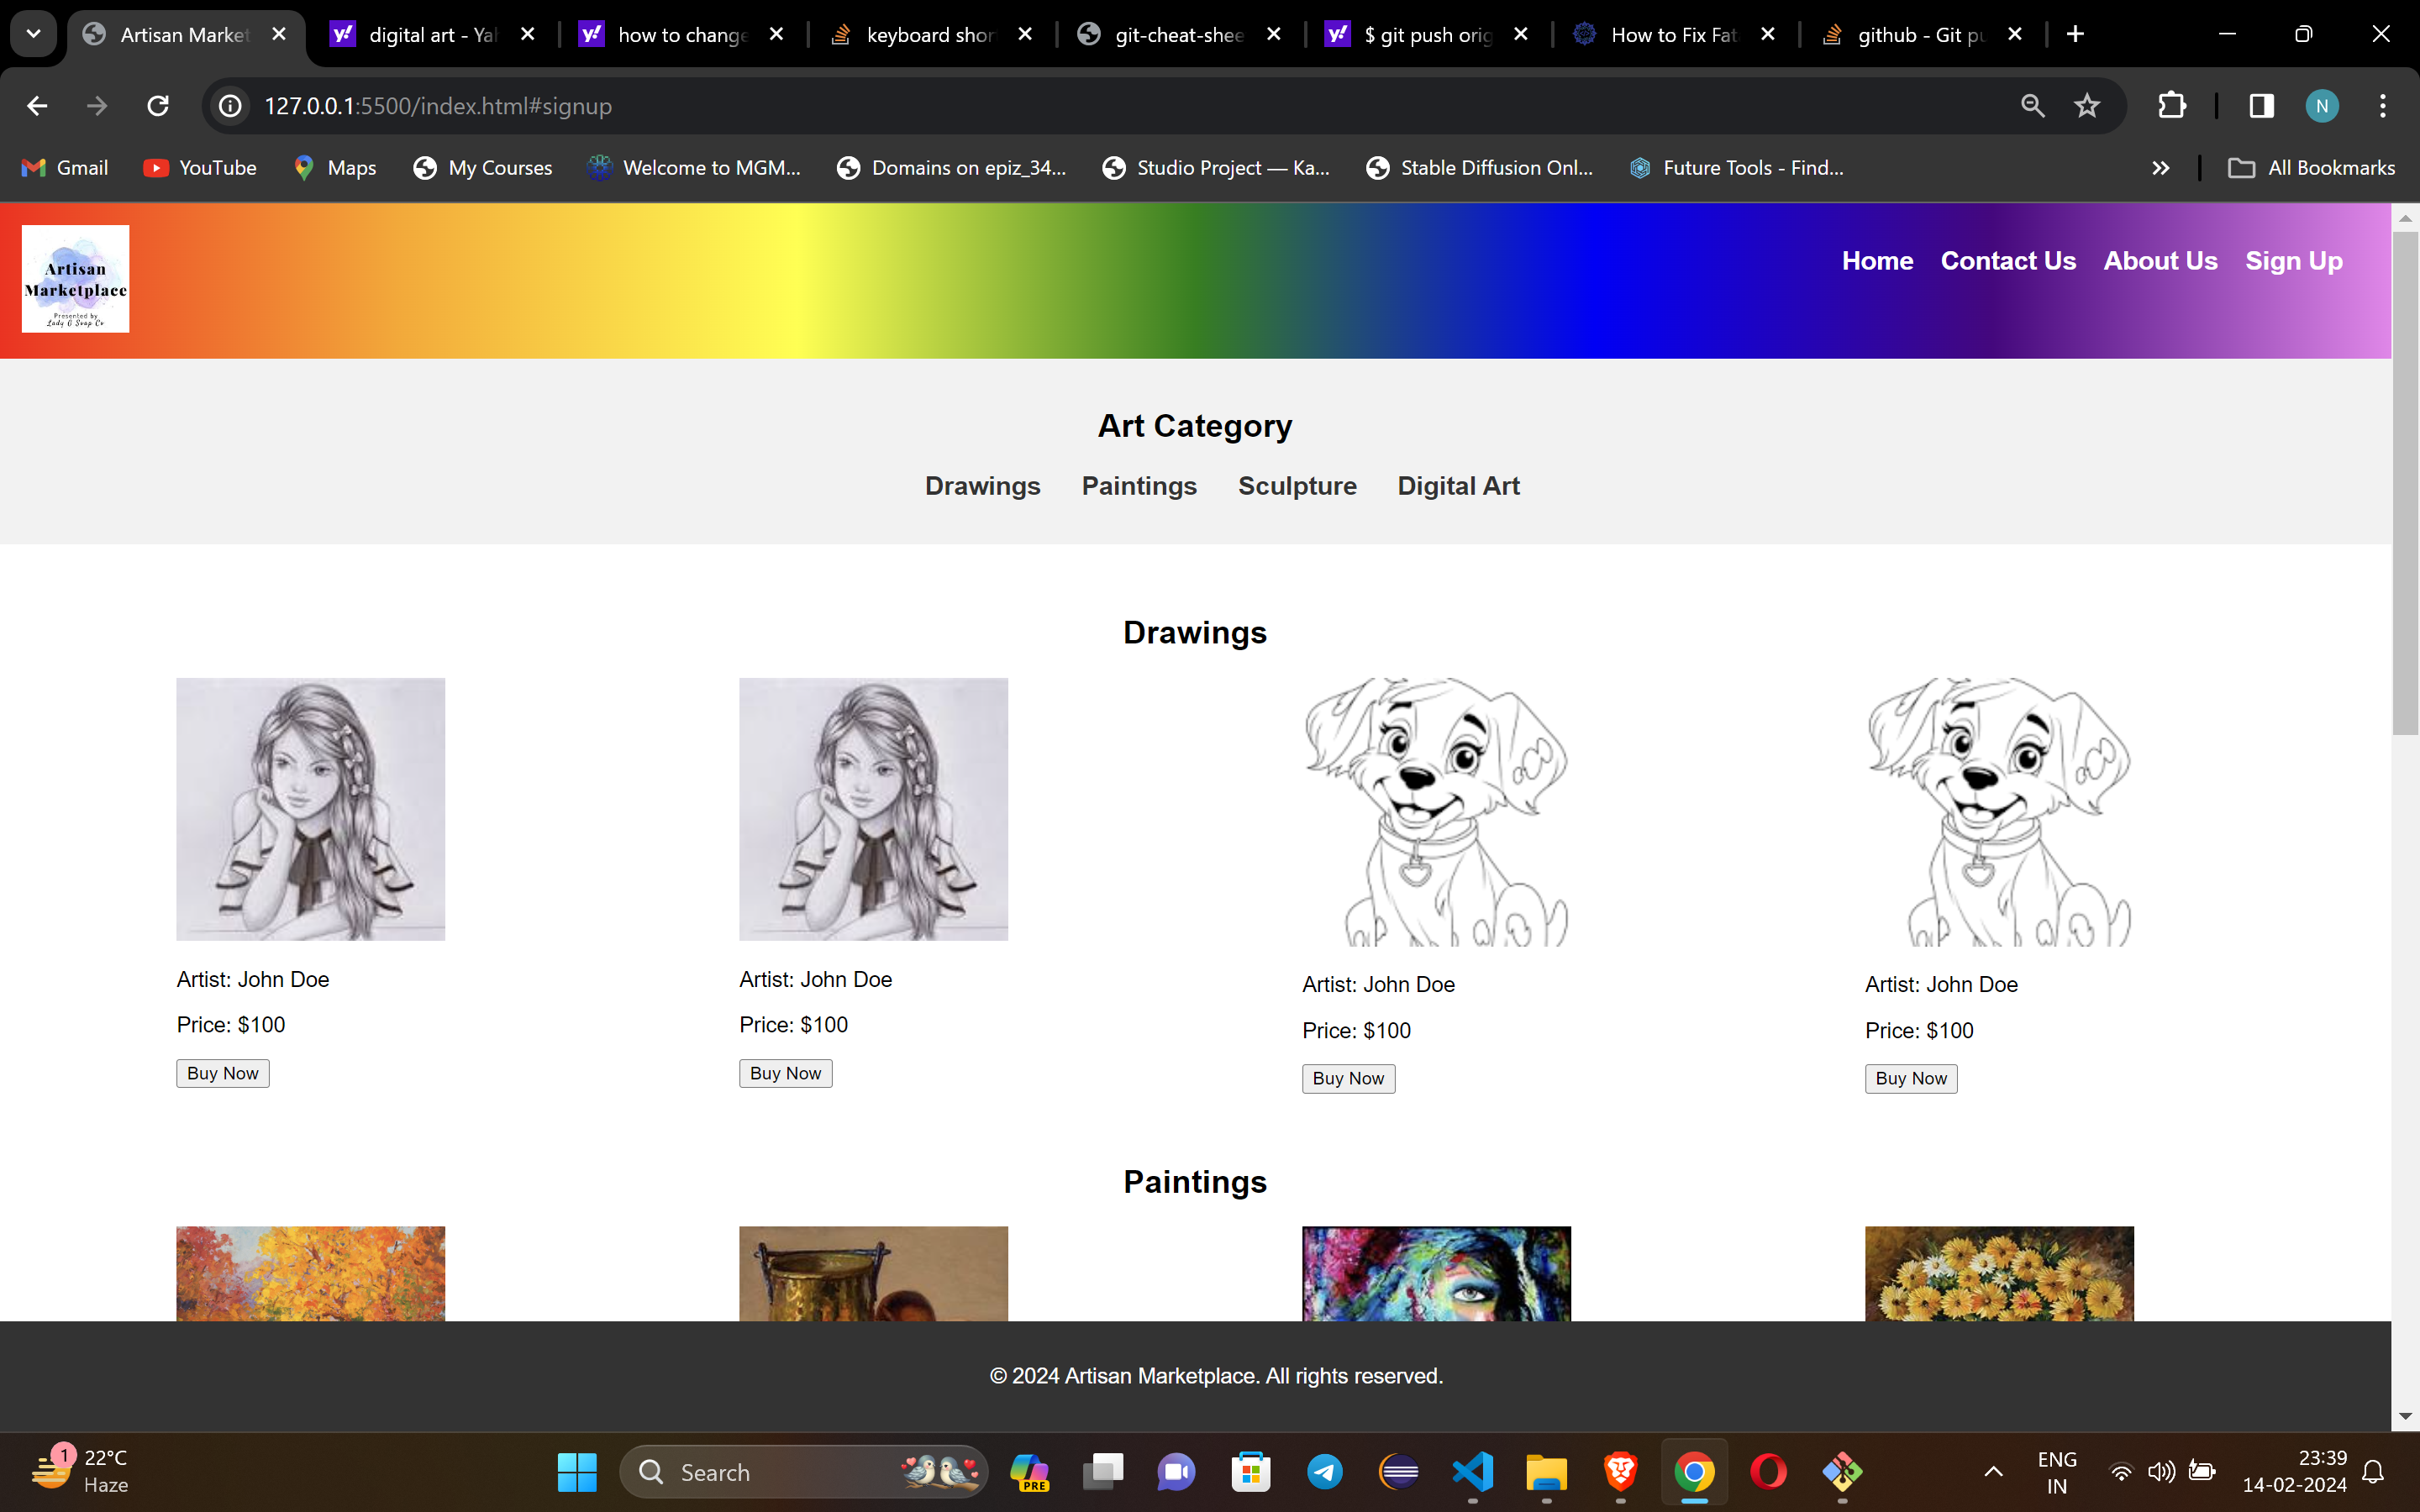 Artisan Market
digital art - Yah
how to change
keyboard shor
git-cheat-shee
$ git push orig
How to Fix Fat
github - Git pu
127.0.0.1:5500/index.html#signup
N
Gmail
YouTube
Maps
My Courses
Welcome to MGM...
Domains on epiz_34...
Studio Project — Ka...
Stable Diffusion Onl...
Future Tools - Find...
All Bookmarks
Artisan
Marketplace
Presented by
Lady G Soap Co
Home Contact Us About Us Sign Up
Art Category
Drawings Paintings Sculpture Digital Art
Drawings
Artist: John Doe
Price: $100
Buy Now
Artist: John Doe
Price: $100
Buy Now
Artist: John Doe
Price: $100
Buy Now
Artist: John Doe
Price: $100
Buy Now
Paintings
© 2024 Artisan Marketplace. All rights reserved.
1
22°C
Haze
Search
PRE
ENG
IN
23:39
14-02-2024